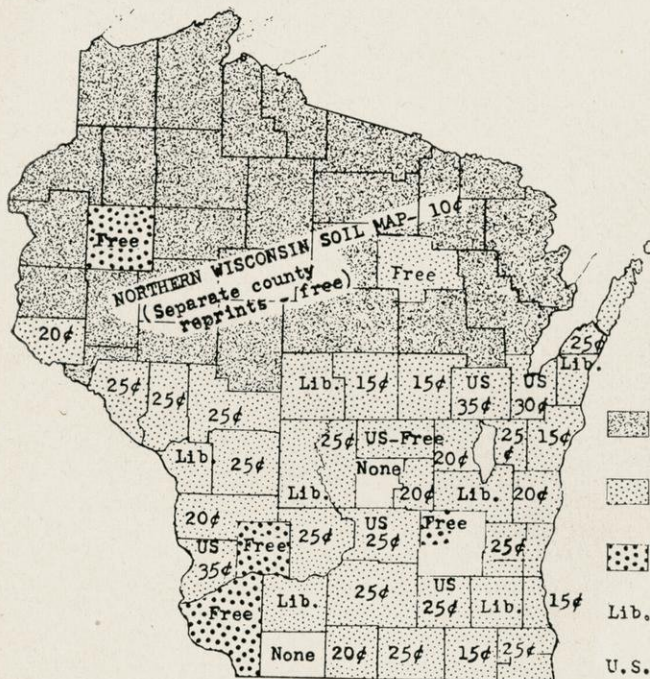 Free
NORTHERN WISCONSIN SOIL MAP- 10¢
(Separate county
reprints - free)
Free
20¢
25¢
Lib.
25¢
25¢
25¢
Lib.
15¢
15¢
US
35¢
US
30¢
Lib
25¢
Lib.
25¢
US-Free
None
20¢
20¢
25
¢
15¢
Lib.
20¢
20¢
US
35¢
Free
25¢
US
25¢
Free
25¢
Free
Lib.
25¢
US
25¢
Lib.
15¢
None
20¢
25¢
15¢
25¢
Lib.
U.S.